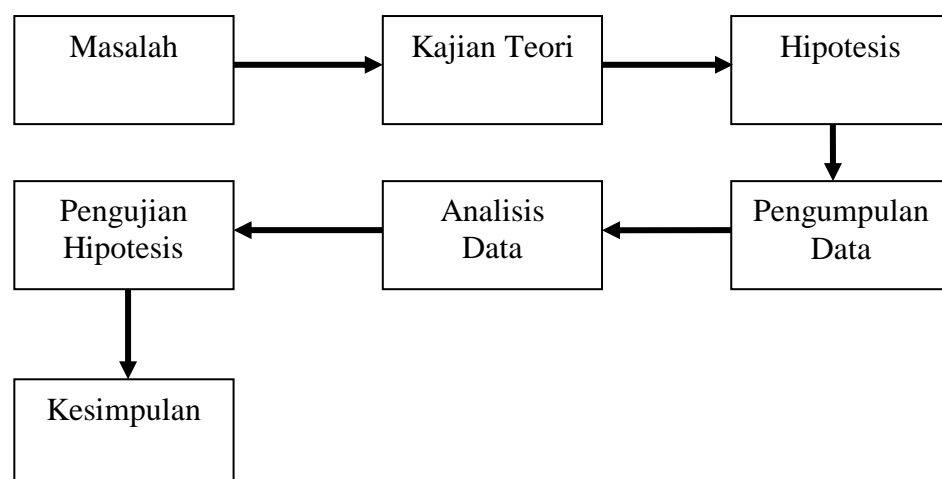 Masalah
Kajian Teori
Hipotesis
Pengumpulan
Data
Analisis
Data
Pengujian
Hipotesis
Kesimpulan